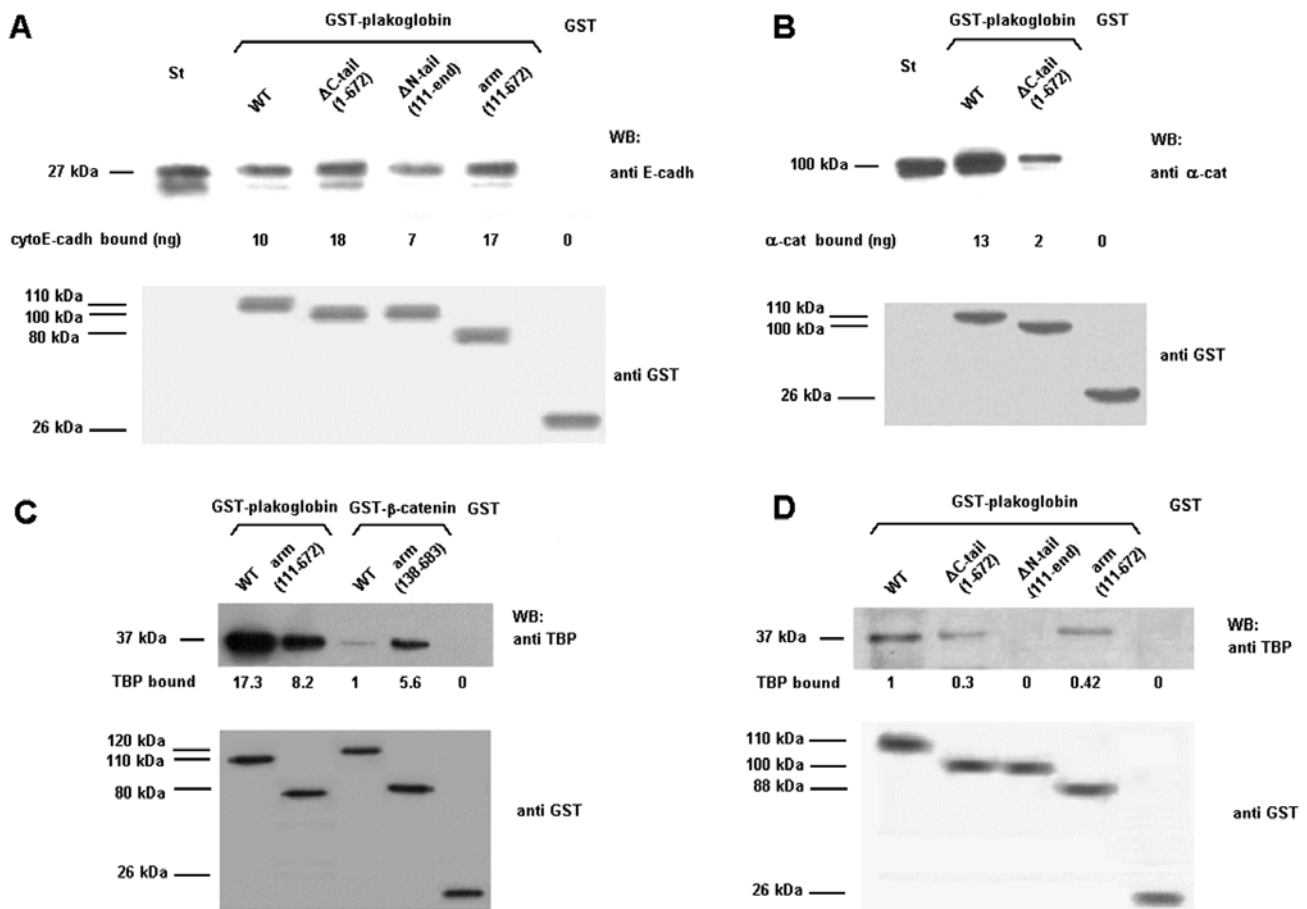 A
GST-plakoglobin
GST
St
WT
ΔC-tail
(1-672)
ΔN-tail
(111-end)
arm
(111-672)
WB:
27 kDa
anti E-cadh
cytoE-cadh bound (ng)
10
18
7
17
0
110 kDa
100 kDa
80 kDa
anti GST
26 kDa
B
GST-plakoglobin
GST
St
WT
ΔC-tail
(1-672)
WB:
100 kDa
anti α-cat
α-cat bound (ng)
13
2
0
110 kDa
100 kDa
anti GST
26 kDa
C
GST-plakoglobin
GST-β-catenin
GST
WT
arm
(111-672)
WT
arm
(138-683)
WB:
37 kDa
anti TBP
TBP bound
17.3
8.2
1
5.6
0
120 kDa
110 kDa
80 kDa
anti GST
26 kDa
D
GST-plakoglobin
GST
WT
ΔC-tail
(1-672)
ΔN-tail
(111-end)
arm
(111-672)
WB:
37 kDa
anti TBP
TBP bound
1
0.3
0
0.42
0
110 kDa
100 kDa
88 kDa
anti GST
26 kDa